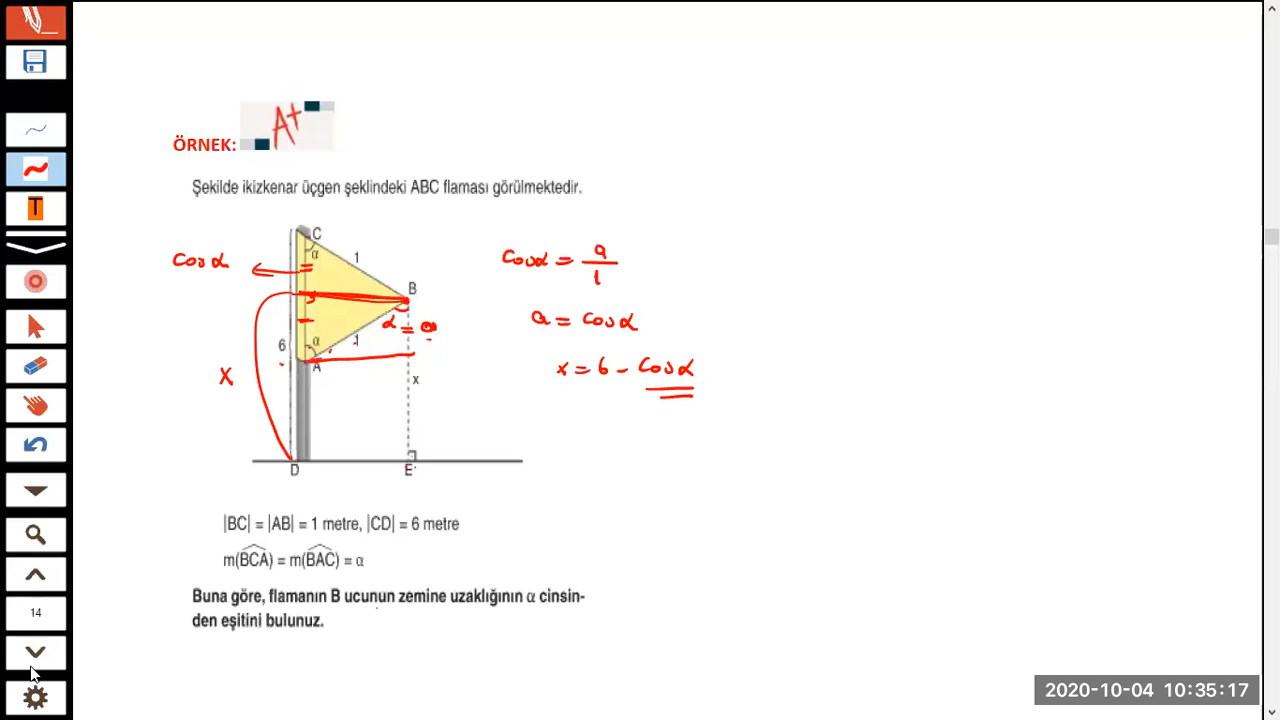 A+
ÖRNEK:
Şekilde ikizkenar üçgen şeklindeki ABC flaması görülmektedir.
C
α
1
B
Cosα
Cosα = a/1
α = a
a = Cosα
6
α
1
A
x = 6 - Cosα
X
x
D
E
|BC| = |AB| = 1 metre, |CD| = 6 metre
m(BCA) = m(BAC) = α
Buna göre, flamanın B ucunun zemine uzaklığının α cinsin-
den eşitini bulunuz.
T
14
2020-10-04 10:35:17